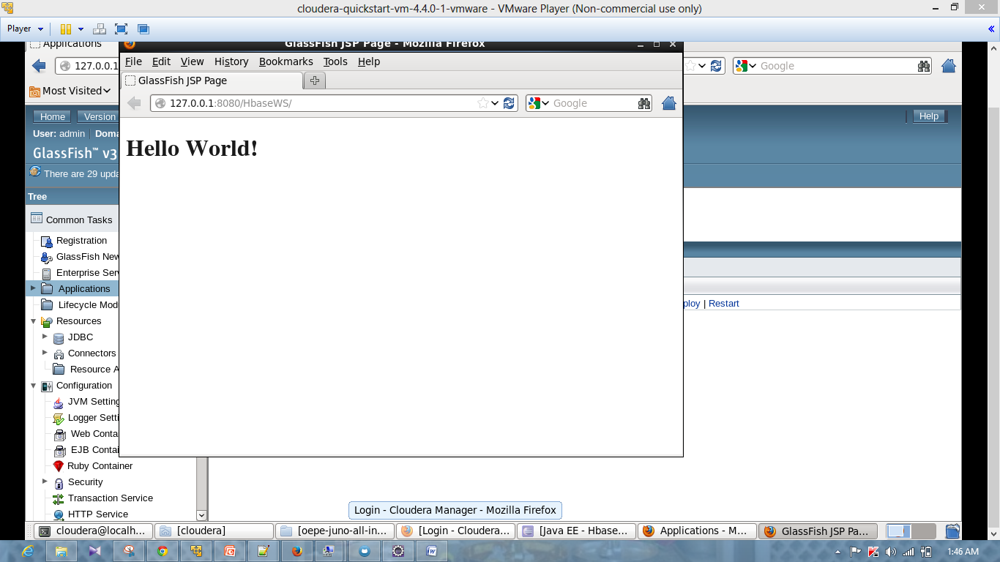 cloudera-quickstart-vm-4.4.0-1-vmware - VMware Player (Non-commercial use only)
Player
Applications
GlassFish JSP Page - Mozilla Firefox
File Edit View History Bookmarks Tools Help
127.0.0.1
GlassFish JSP Page
Google
127.0.0.1:8080/HbaseWS/
Google
Most Visited
Home Version
Help
User: admin Doma
GlassFish™ v3
There are 29 upda
Hello World!
Tree
Common Tasks
Registration
GlassFish New
Enterprise Serv
Applications
Lifecycle Mod
ploy | Restart
Resources
JDBC
Connectors
Resource A
Configuration
JVM Setting
Logger Setti
Web Conta
EJB Contai
Ruby Container
Security
Transaction Service
HTTP Service
Login - Cloudera Manager - Mozilla Firefox
cloudera@localh...
[cloudera]
[oepe-juno-all-in...
[Login - Cloudera...
[Java EE - Hbase...
Applications - M...
GlassFish JSP Pa...
1:46 AM